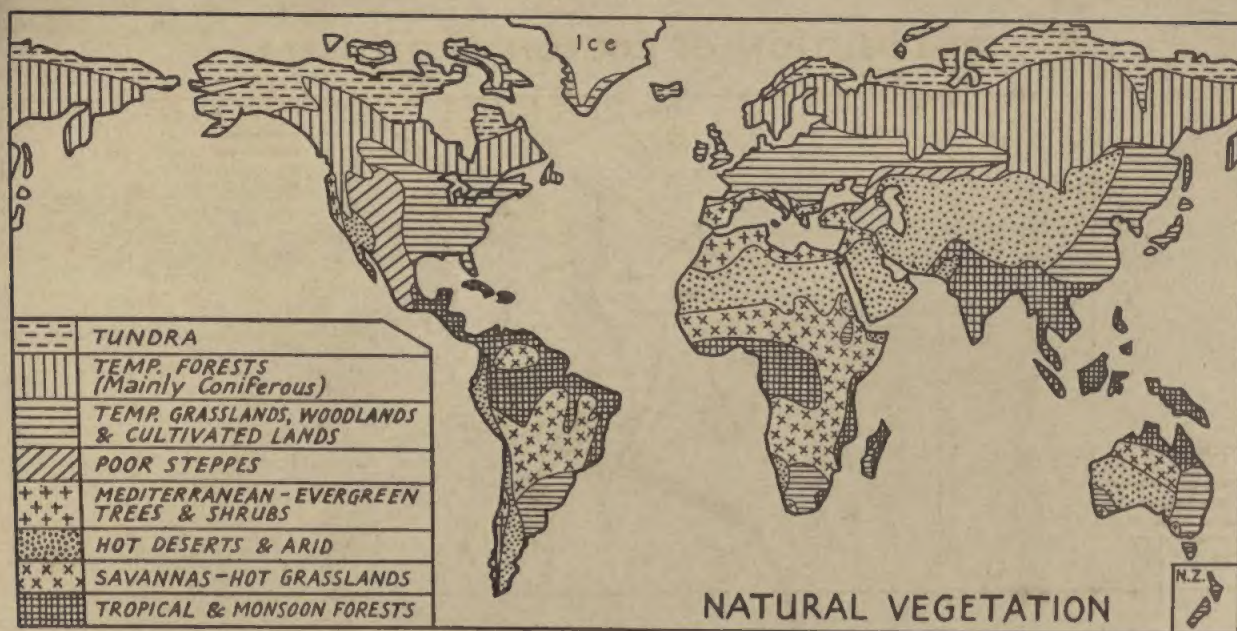 Ice
TUNDRA
TEMP. FORESTS
(Mainly Coniferous)
TEMP. GRASSLANDS, WOODLANDS
& CULTIVATED LANDS
POOR STEPPES
MEDITERRANEAN-EVERGREEN
TREES & SHRUBS
HOT DESERTS & ARID
SAVANNAS-HOT GRASSLANDS
TROPICAL & MONSOON FORESTS
NATURAL VEGETATION
N.Z.